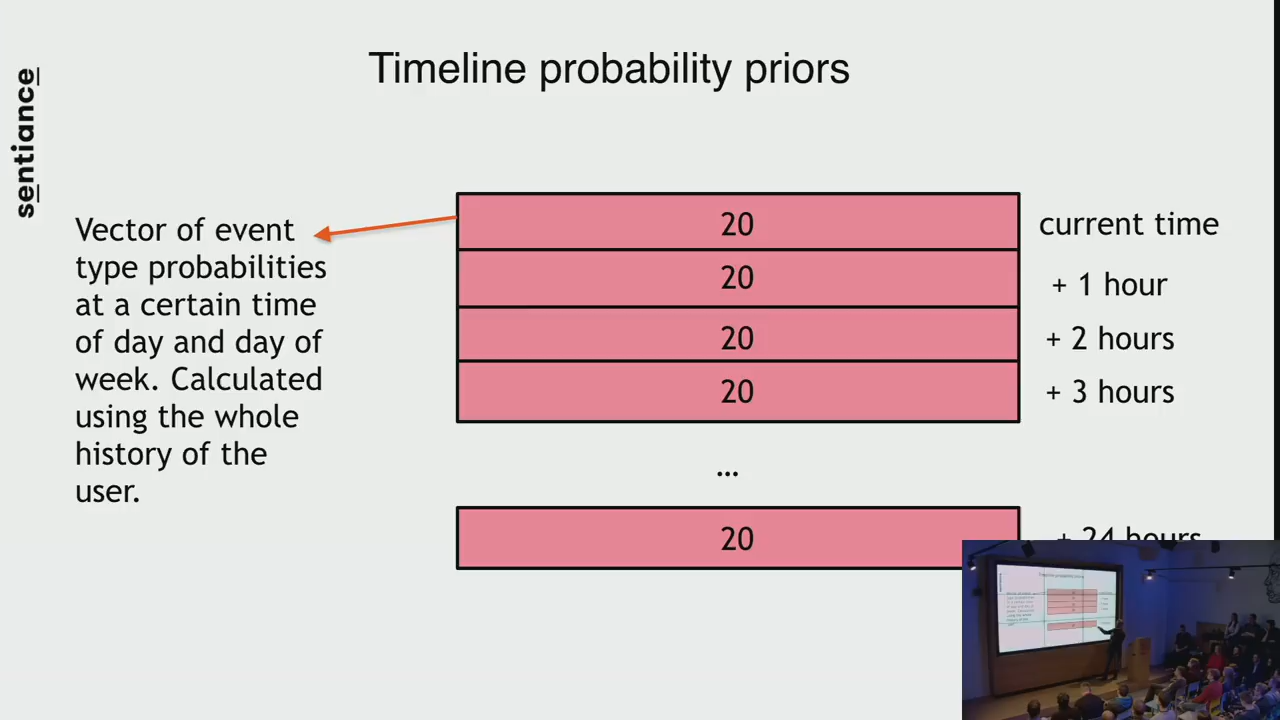 Timeline probability priors
sentiance
Vector of event
type probabilities
at a certain time
of day and day of
week. Calculated
using the whole
history of the
user.
20
current time
20
+ 1 hour
20
+ 2 hours
20
+ 3 hours
...
20
+ 24 hours